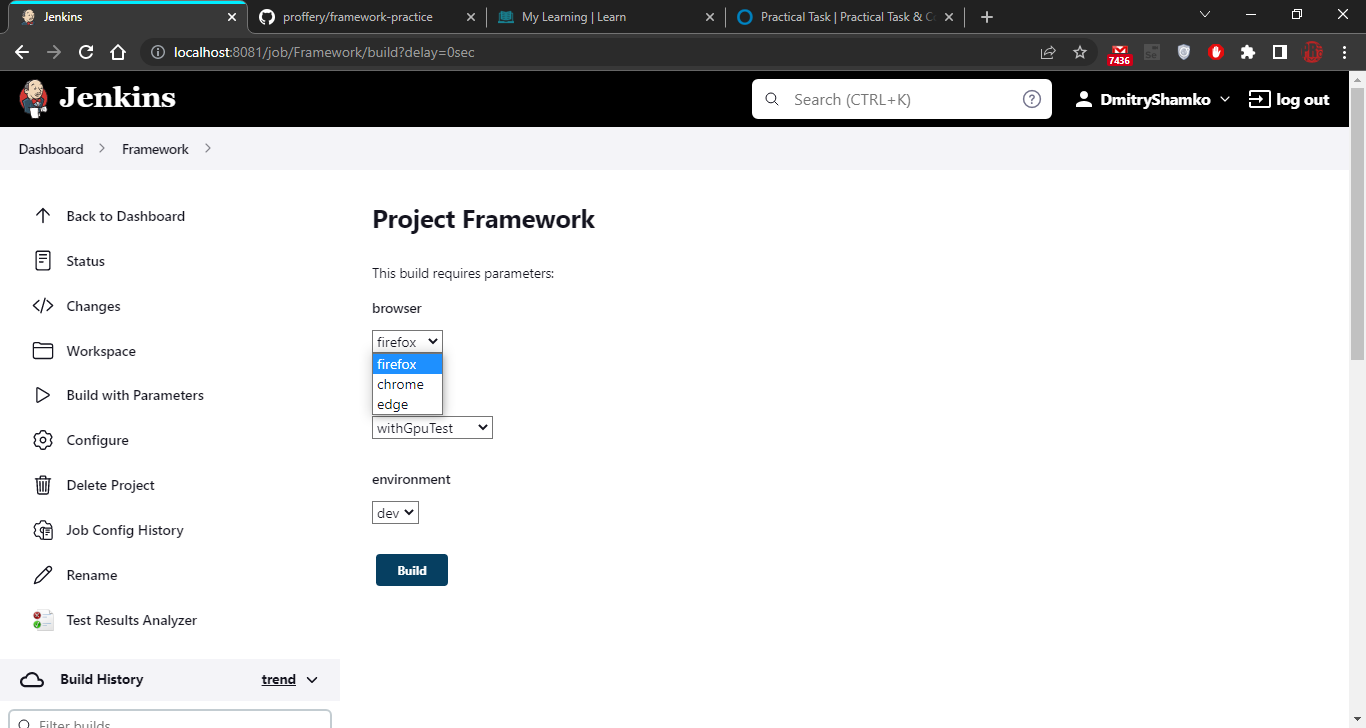 Jenkins
proffery/framework-practice
My Learning | Learn
Practical Task | Practical Task & C
localhost:8081/job/Framework/build?delay=0sec
7436
Jenkins
Search (CTRL+K)
?
DmitryShamko
log out
Dashboard
Framework
Back to Dashboard
Status
Changes
Workspace
Build with Parameters
Configure
Delete Project
Job Config History
Rename
Test Results Analyzer
Build History
trend
Filter builds
Project Framework
This build requires parameters:
browser
firefox
firefox
chrome
edge
withGpuTest
environment
dev
Build